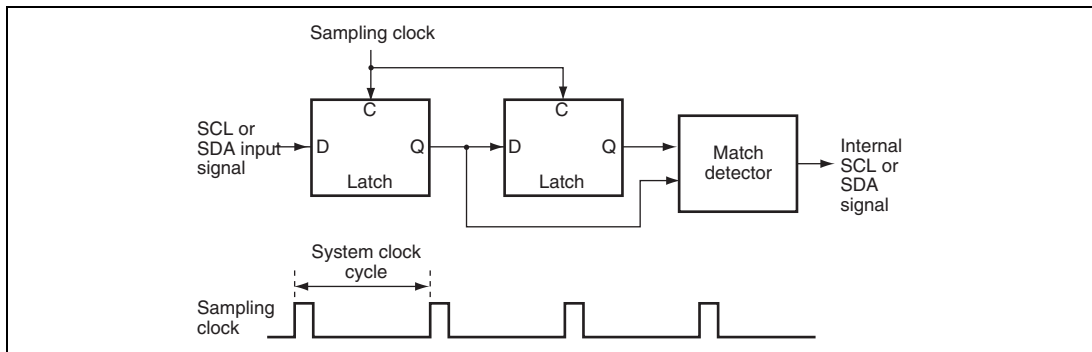 Sampling clock
C
C
SCL or
SDA input
signal
D
Q
D
Q
Latch
Latch
Match
detector
Internal
SCL or
SDA
signal
System clock
cycle
Sampling
clock